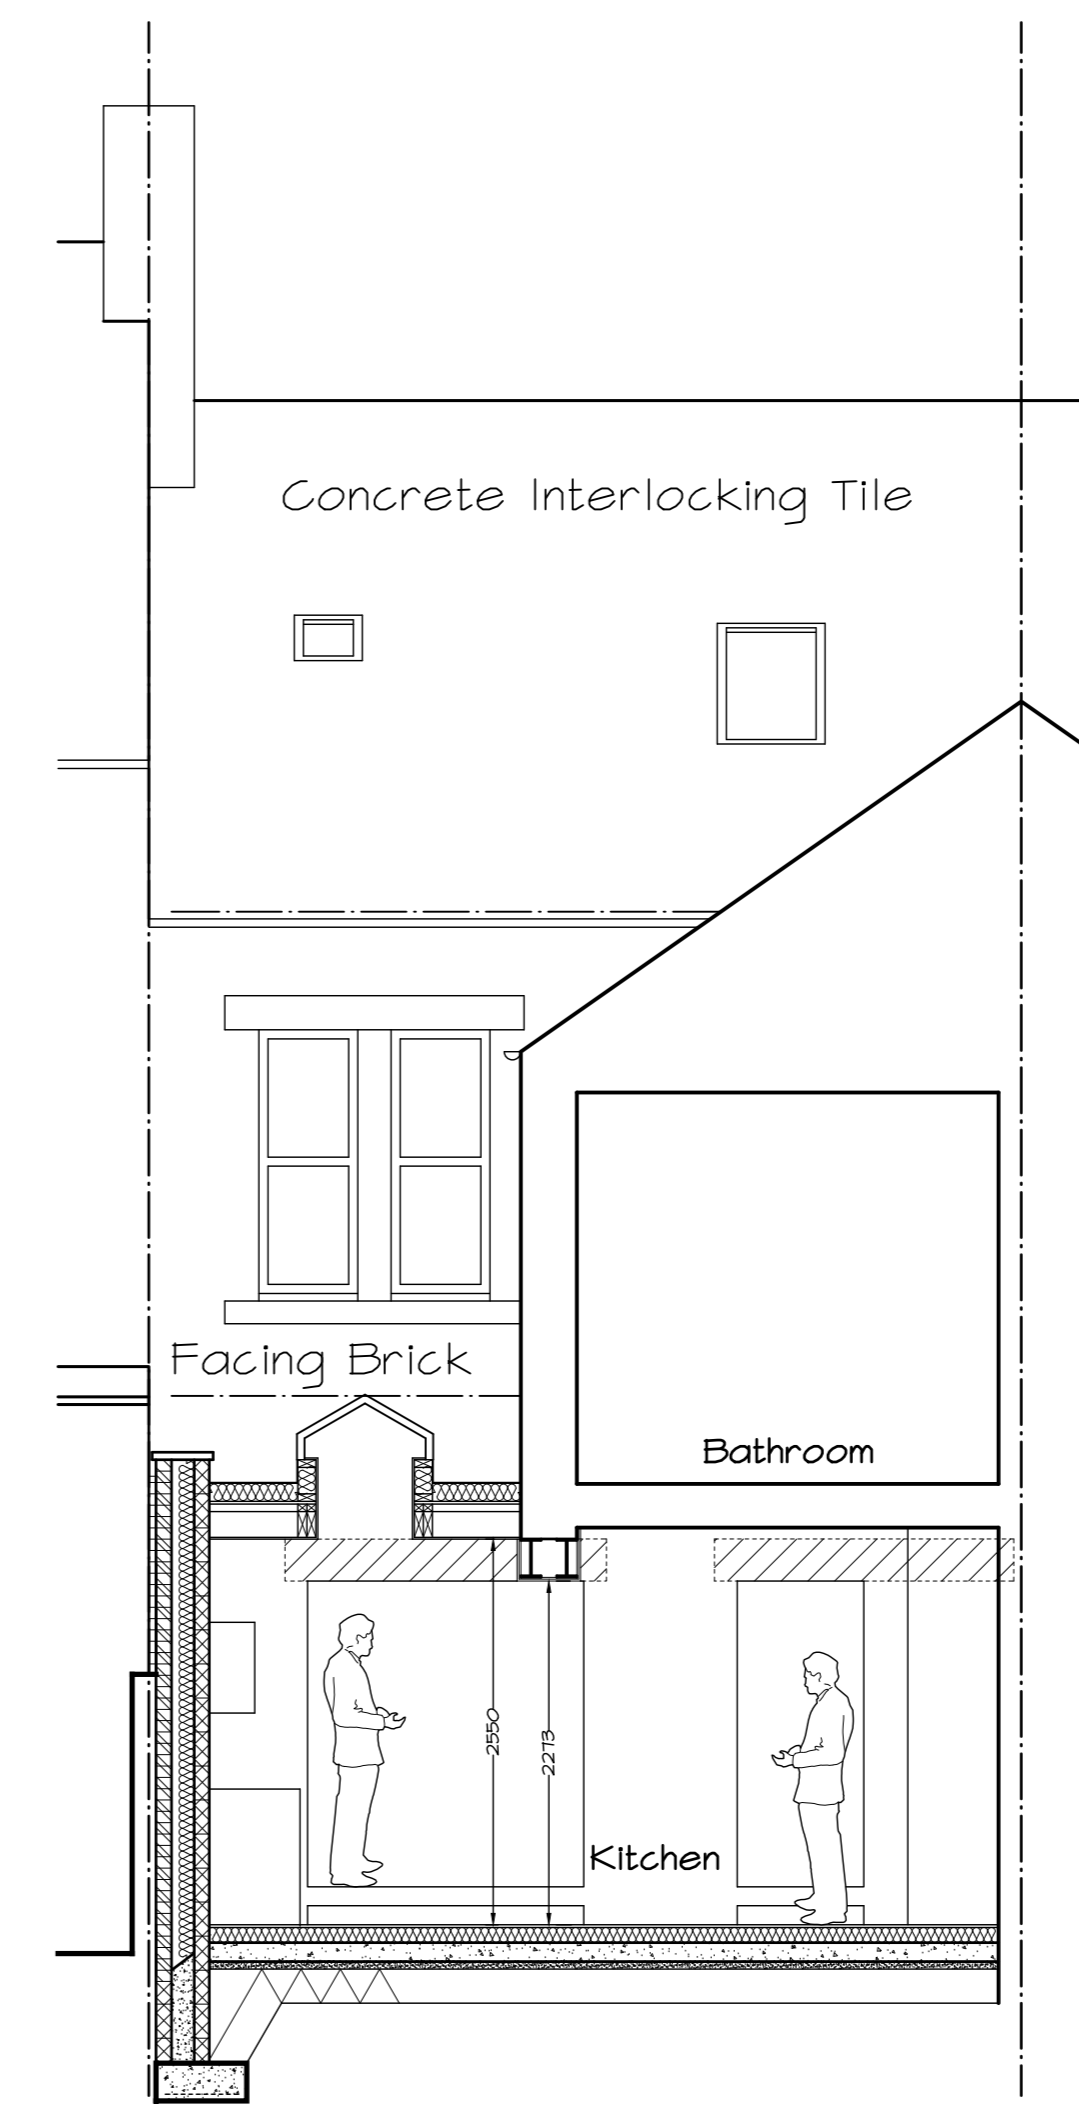 Concrete Interlocking Tile
Facing Brick
Bathroom
2550
2273
Kitchen